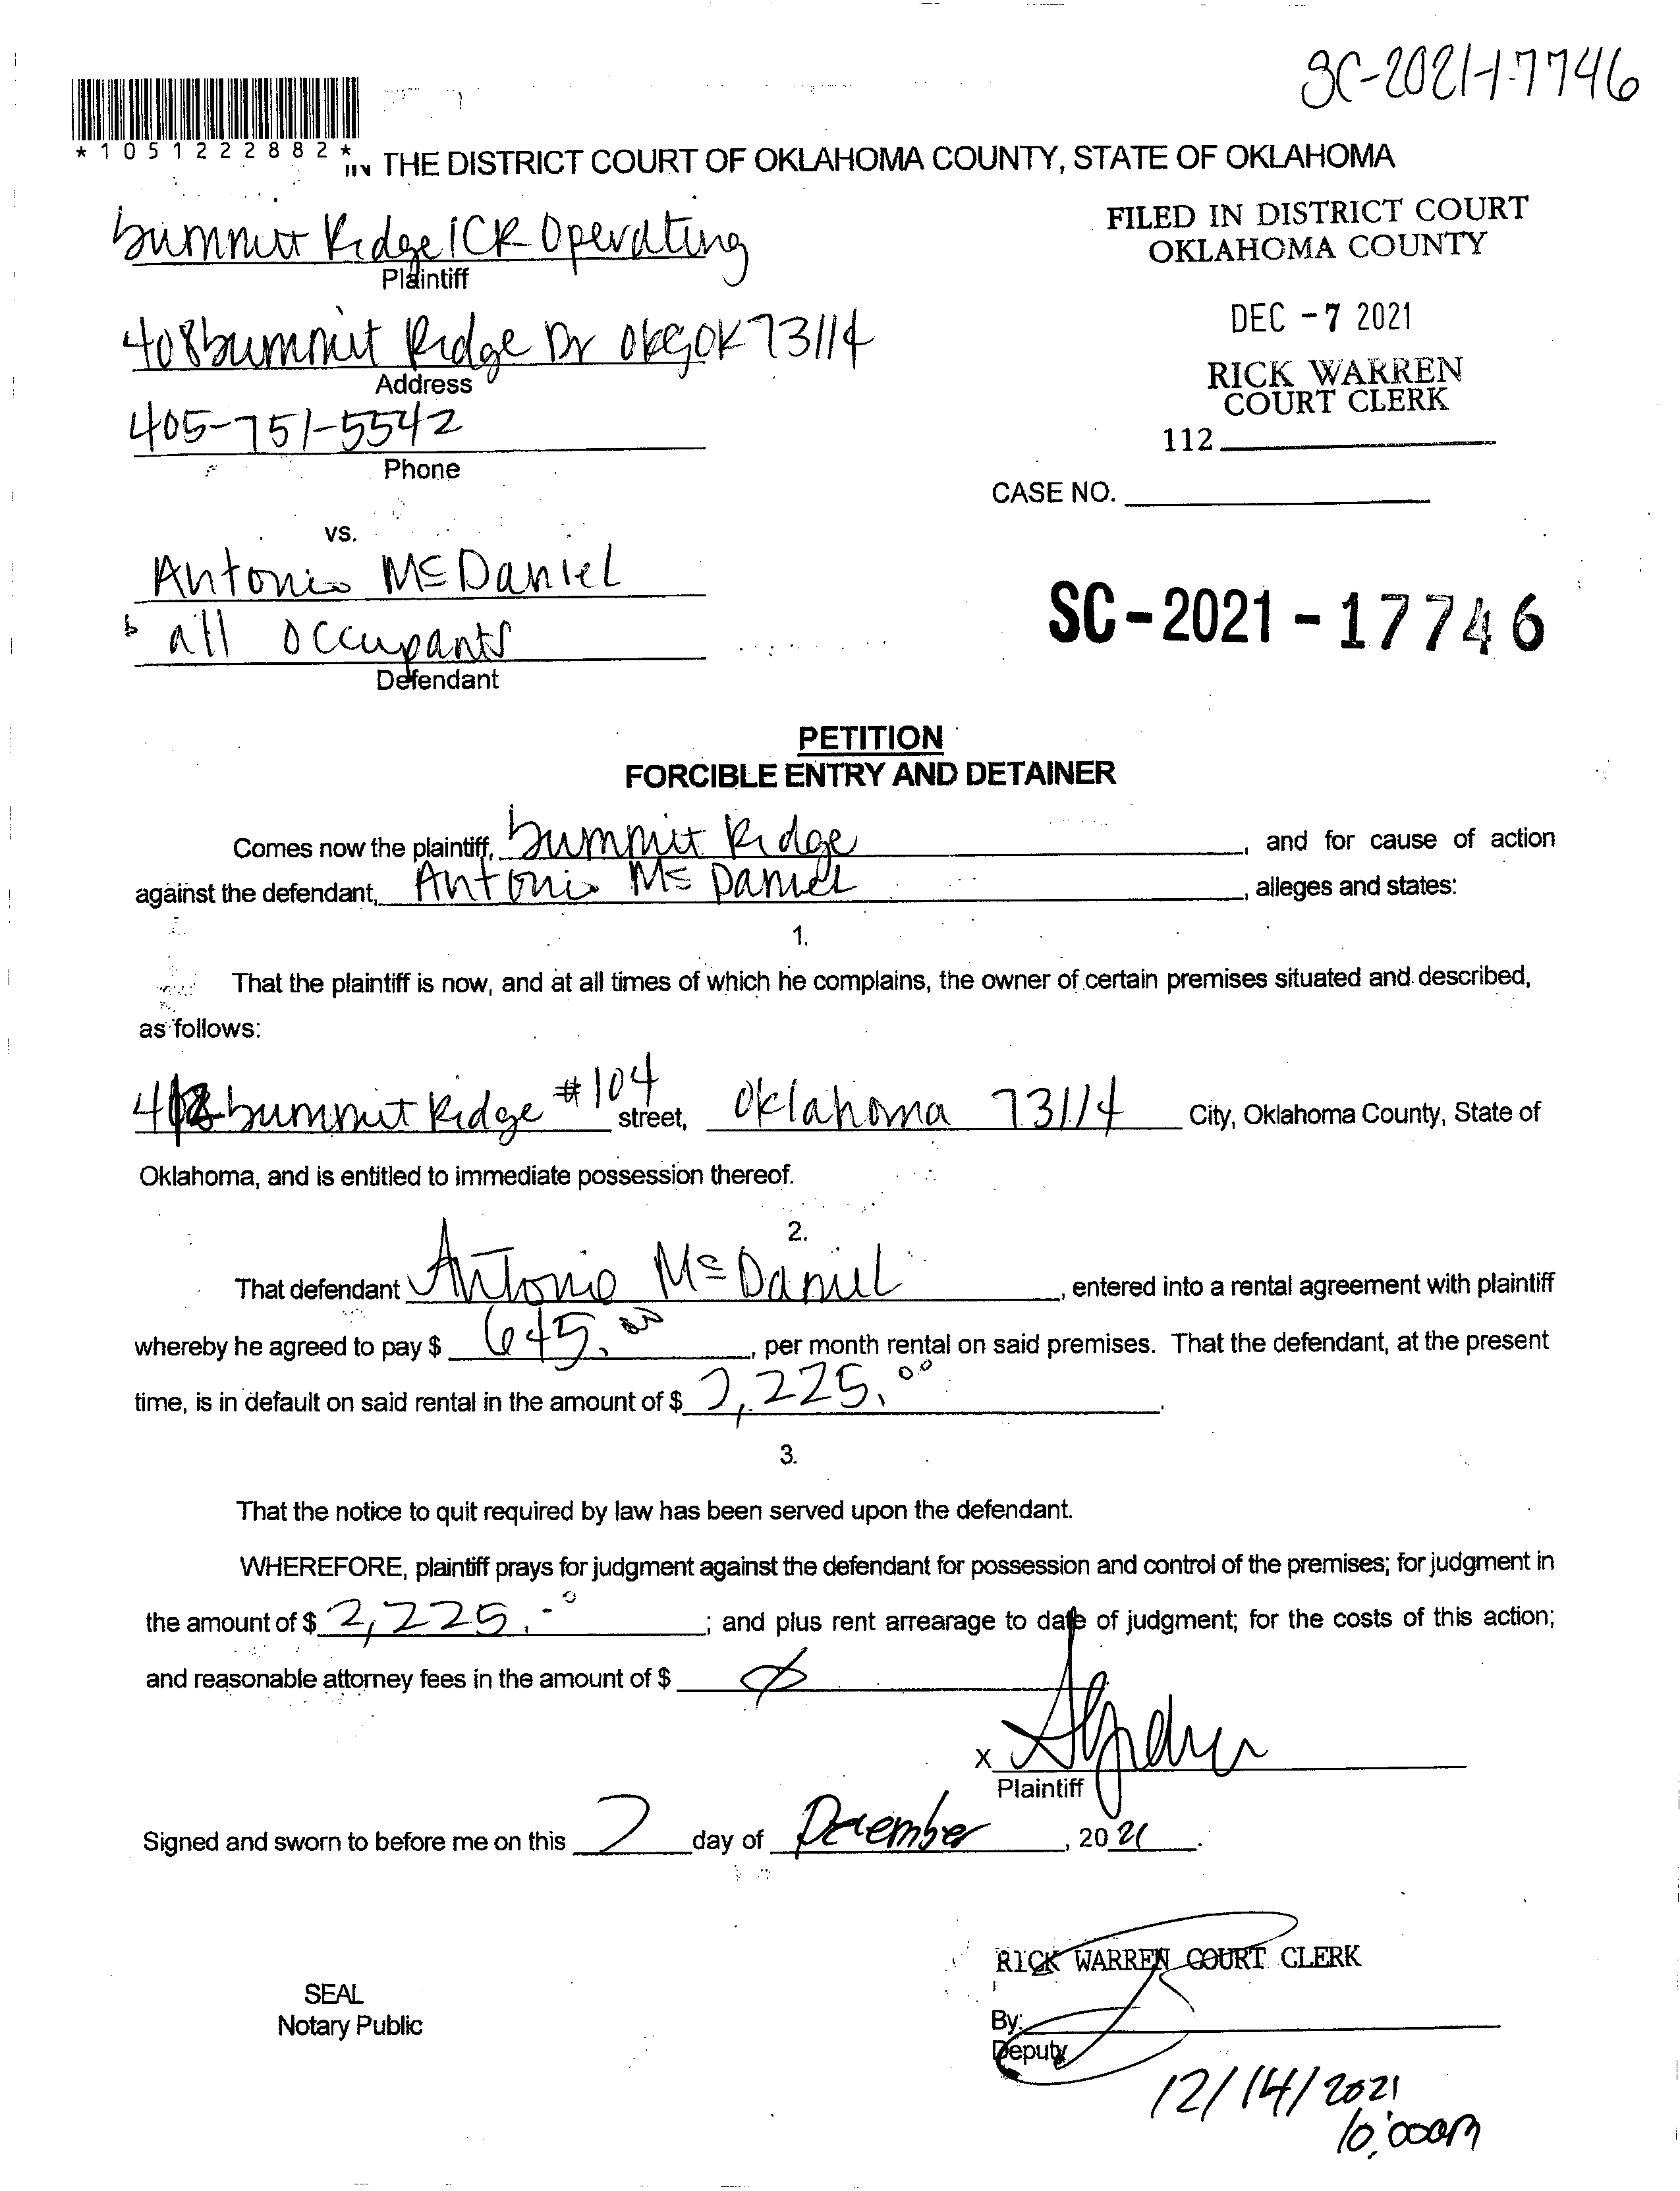 SC-2021-17746
*1051222882*
IN THE DISTRICT COURT OF OKLAHOMA COUNTY, STATE OF OKLAHOMA
Summit Ridge ICR Operating
Plaintiff
FILED IN DISTRICT COURT
OKLAHOMA COUNTY
408 Summit Ridge Dr OKC, OK 73114
Address
DEC -7 2021
RICK WARREN
COURT CLERK
405-751-5542
Phone
112
CASE NO.
vs.
Antonio McDaniel
all occupants
Defendant
SC-2021-17746
PETITION
FORCIBLE ENTRY AND DETAINER
Comes now the plaintiff, Summit Ridge, and for cause of action
against the defendant, Antonio McDaniel, alleges and states:
1.
That the plaintiff is now, and at all times of which he complains, the owner of certain premises situated and described,
as follows:
Summit Ridge #104 street, Oklahoma 73114 City, Oklahoma County, State of
Oklahoma, and is entitled to immediate possession thereof.
2.
That defendant Antonio McDaniel, entered into a rental agreement with plaintiff
whereby he agreed to pay $ 645.00, per month rental on said premises. That the defendant, at the present
time, is in default on said rental in the amount of $ 2,225.00.
3.
That the notice to quit required by law has been served upon the defendant.
WHEREFORE, plaintiff prays for judgment against the defendant for possession and control of the premises; for judgment in
the amount of $ 2,225.-0; and plus rent arrearage to date of judgment; for the costs of this action;
and reasonable attorney fees in the amount of $ Ø
X
Plaintiff
Signed and sworn to before me on this 7 day of December, 20 21.
RICK WARREN COURT CLERK
SEAL
Notary Public
By:
Deputy
12/14/2021
10:00am